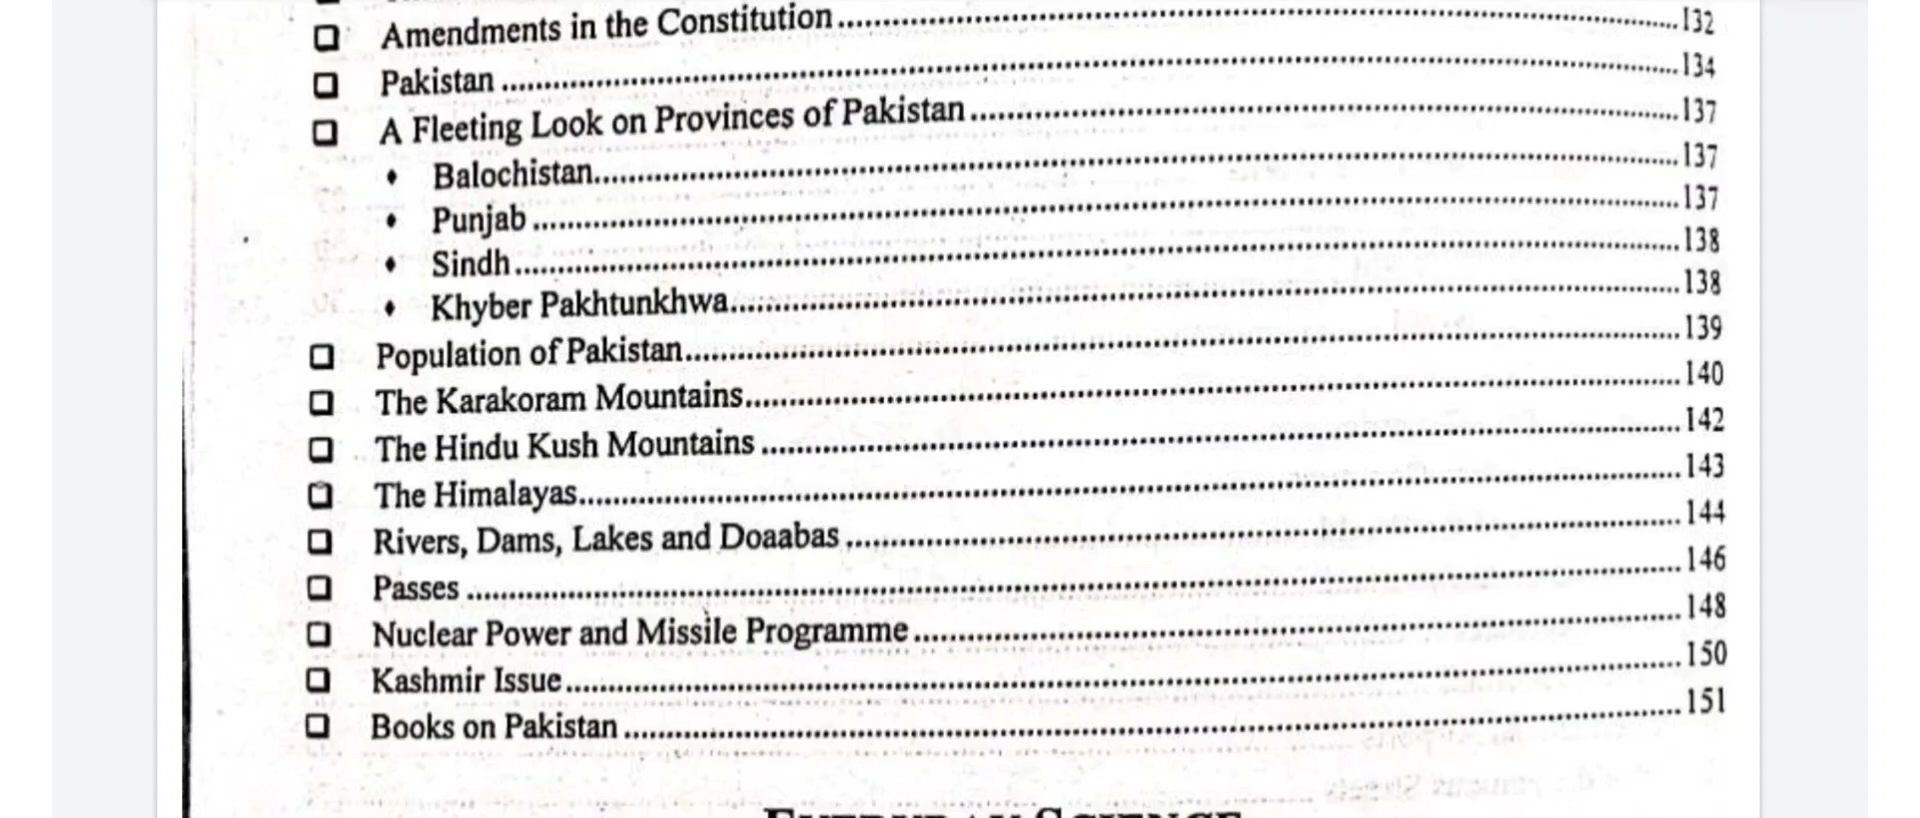 Amendments in the Constitution.......132
Pakistan.......134
A Fleeting Look on Provinces of Pakistan.......137
♦ Balochistan.......137
♦ Punjab.......137
♦ Sindh.......138
♦ Khyber Pakhtunkhwa.......138
Population of Pakistan.......139
The Karakoram Mountains.......140
The Hindu Kush Mountains.......142
The Himalayas.......143
Rivers, Dams, Lakes and Doaabas.......144
Passes.......146
Nuclear Power and Missile Programme.......148
Kashmir Issue.......150
Books on Pakistan.......151